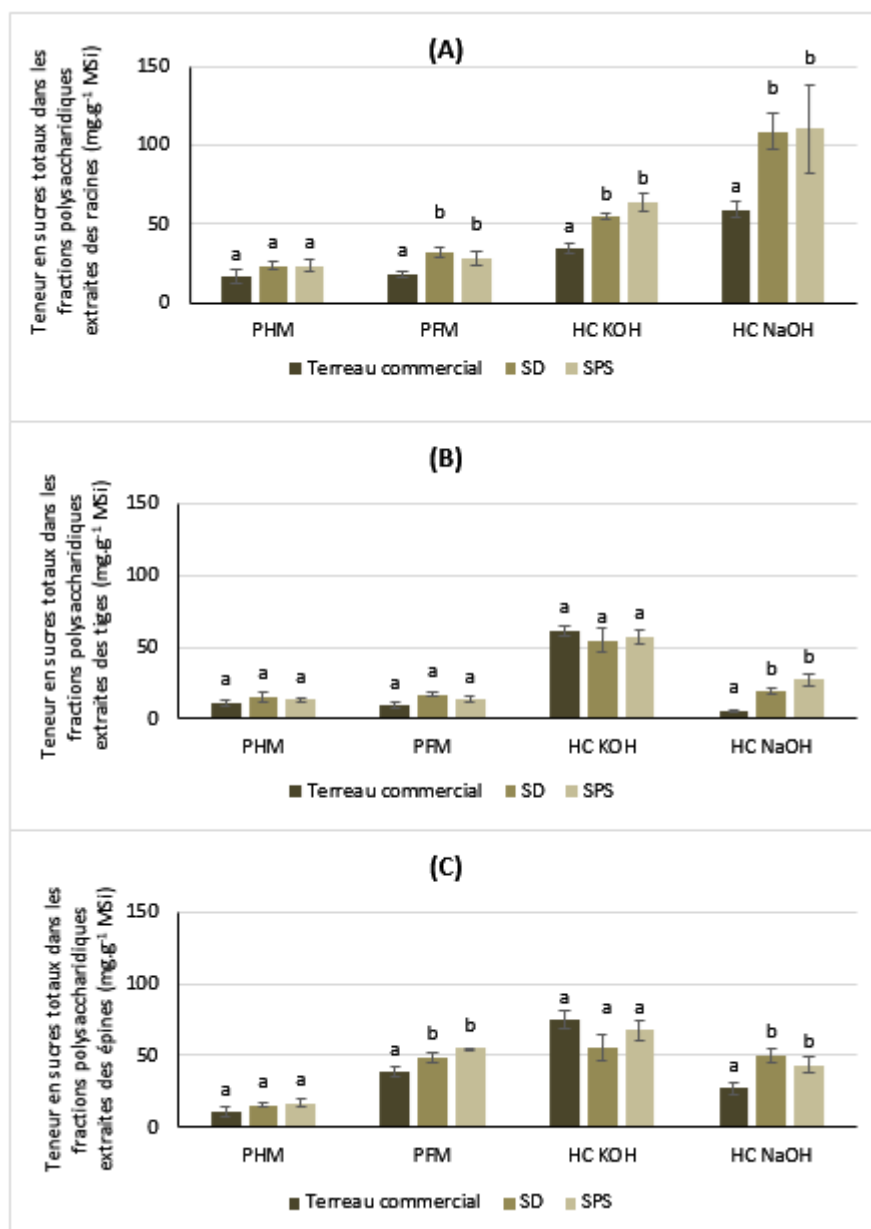 (A)
Teneur en sucres totaux dans les
fractions polysaccharidiques
extraites des racines (mg.g⁻¹ MSi)
150
100
50
0
a a a
a b b
a b b
a b b
PHM PFM HC KOH HC NaOH
Terreau commercial SD SPS
(B)
Teneur en sucres totaux dans les
fractions polysaccharidiques
extraites des tiges (mg.g⁻¹ MSi)
150
100
50
0
a a a
a a a
a a a
a b b
PHM PFM HC KOH HC NaOH
Terreau commercial SD SPS
(C)
Teneur en sucres totaux dans les
fractions polysaccharidiques
extraites des épines (mg.g⁻¹ MSi)
150
100
50
0
a a a
a b b
a a a
a b b
PHM PFM HC KOH HC NaOH
Terreau commercial SD SPS